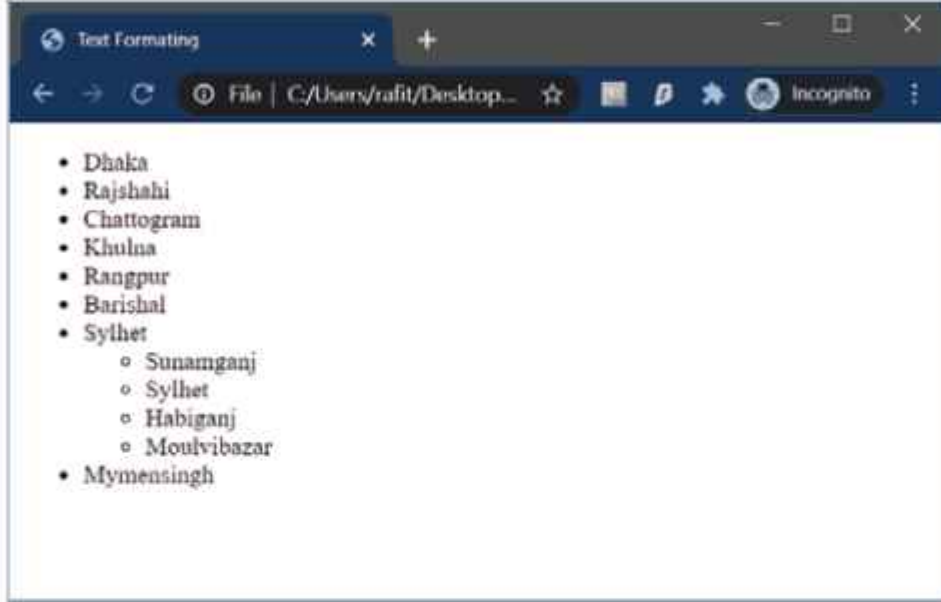 Text Formating
File | C:/Users/rafit/Desktop...
Incognito
• Dhaka
• Rajshahi
• Chattogram
• Khulna
• Rangpur
• Barishal
• Sylhet
◦ Sunamganj
◦ Sylhet
◦ Habiganj
◦ Moulvibazar
• Mymensingh